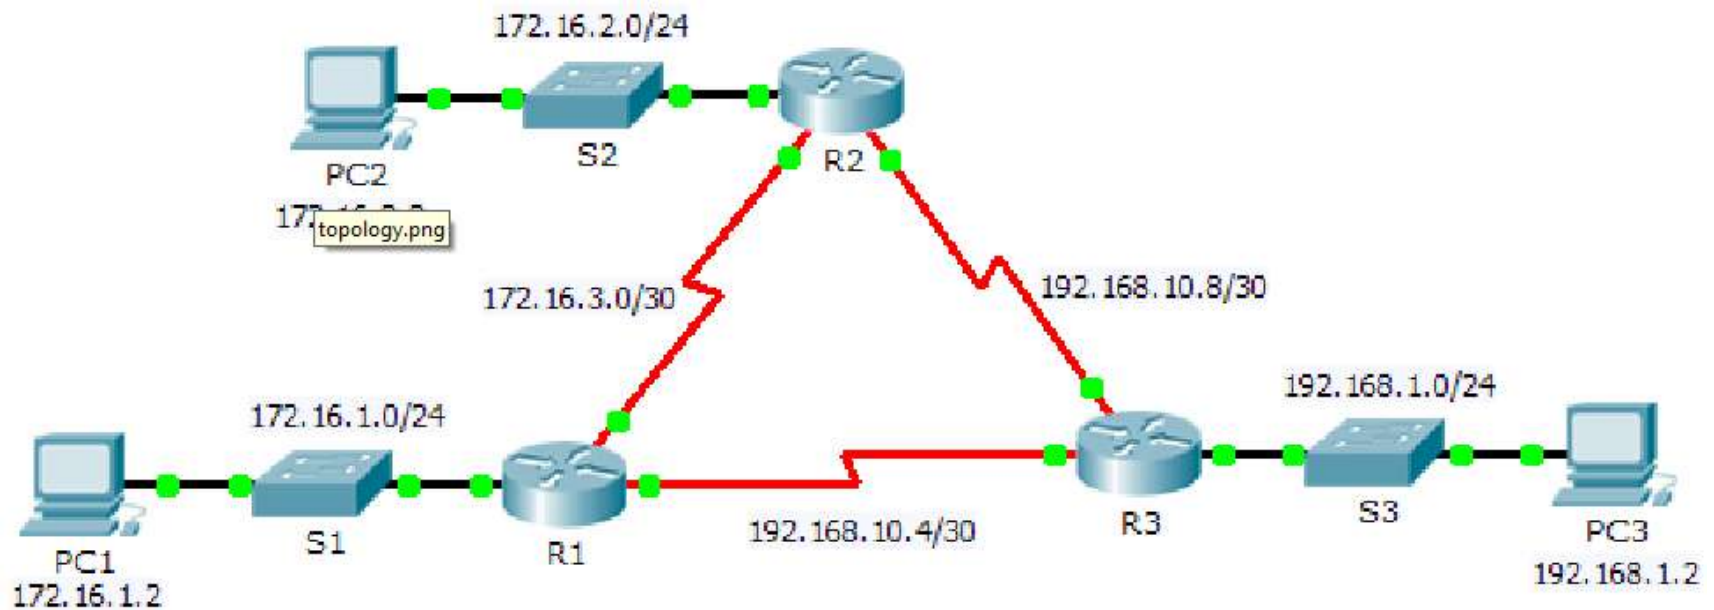 172.16.2.0/24
S2
R2
PC2
topology.png
172.16.3.0/30
192.168.10.8/30
172.16.1.0/24
192.168.1.0/24
S1
R1
192.168.10.4/30
R3
S3
PC1
172.16.1.2
PC3
192.168.1.2